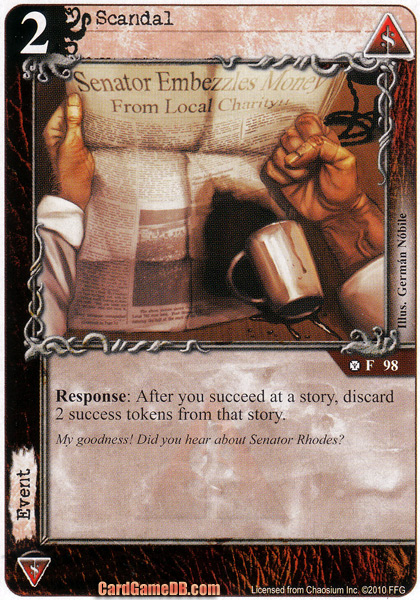 2
Scandal
Senator Embezzles Money
From Local Charity
Illus. Germán Nobile
F 98
Response: After you succeed at a story, discard
2 success tokens from that story.
My goodness! Did you hear about Senator Rhodes?
Event
CardGameDB.com
Licensed from Chaosium Inc. ©2010 FFG